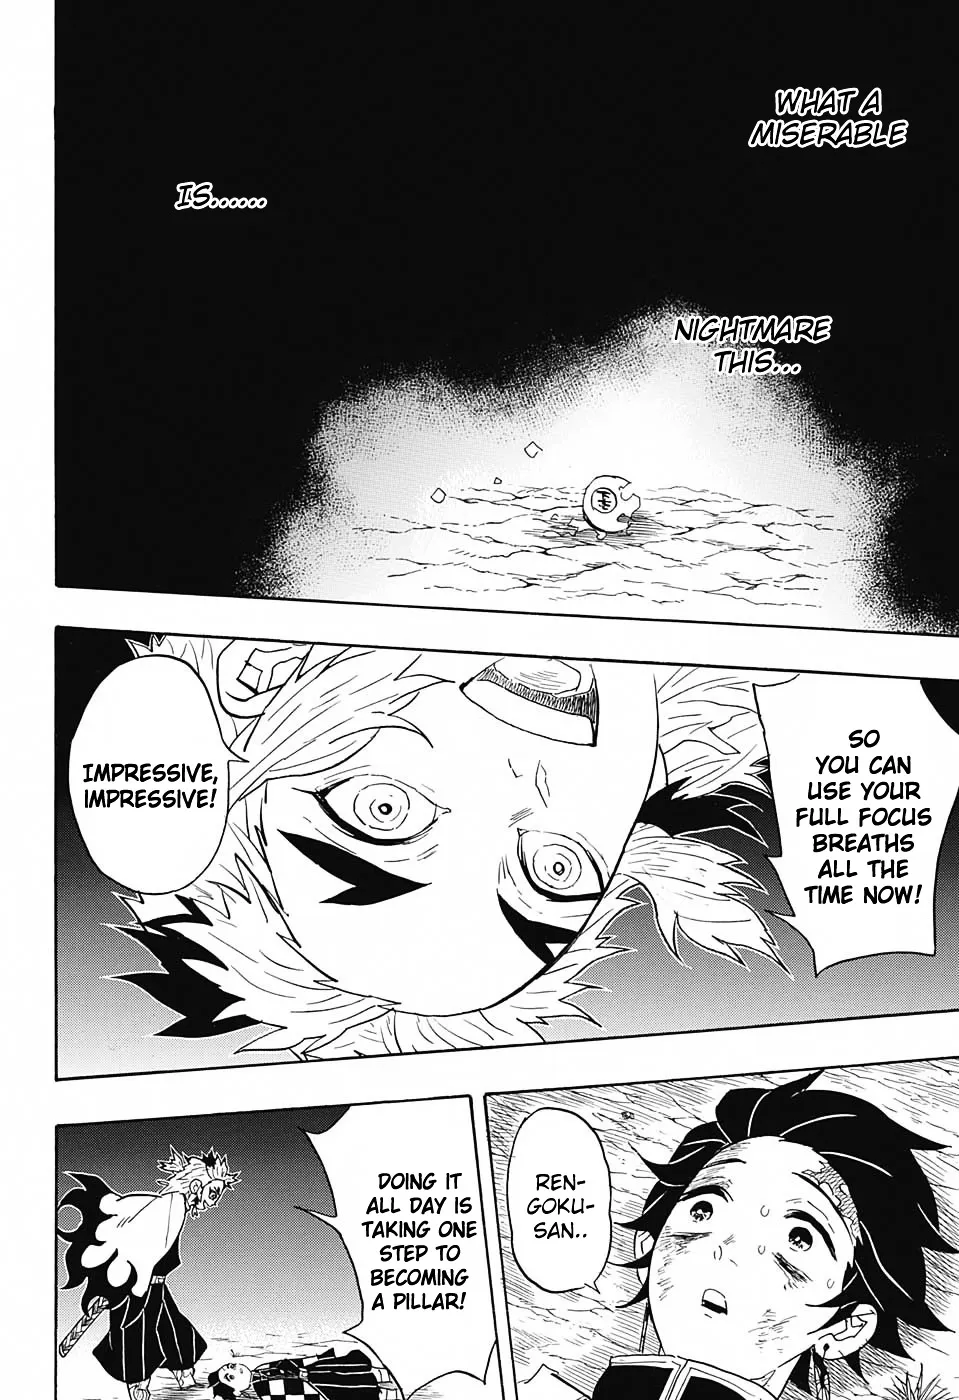 WHAT A
MISERABLE
NIGHTMARE
THIS...
IS......
SO
YOU CAN
USE YOUR
FULL FOCUS
BREATHS
ALL THE
TIME NOW!
IMPRESSIVE,
IMPRESSIVE!
REN-
GOKU-
SAN..
DOING IT
ALL DAY IS
TAKING ONE
STEP TO
BECOMING
A PILLAR!